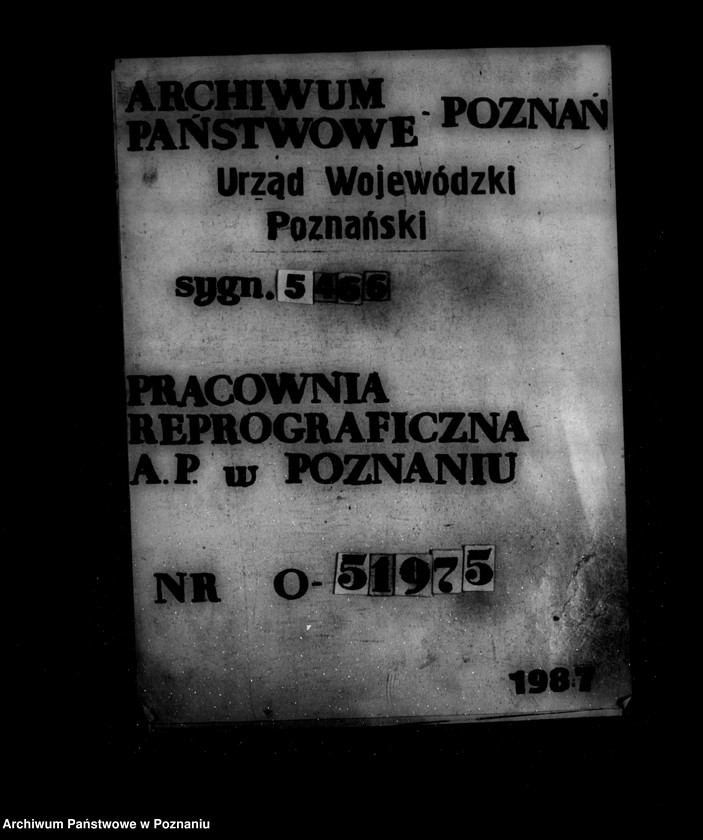 ARCHIWUM
PAŃSTWOWE - POZNAŃ
Urząd Wojewódzki
Poznański
sygn. 5466
PRACOWNIA
REPROGRAFICZNA
A.P. w POZNANIU
NR O-51975
1987
Archiwum Państwowe w Poznaniu